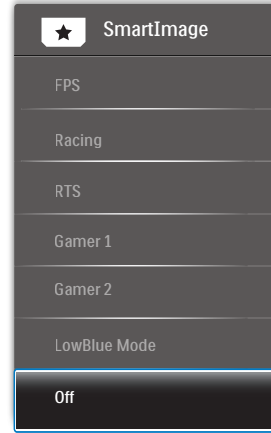 SmartImage
FPS
Racing
RTS
Gamer 1
Gamer 2
LowBlue Mode
Off